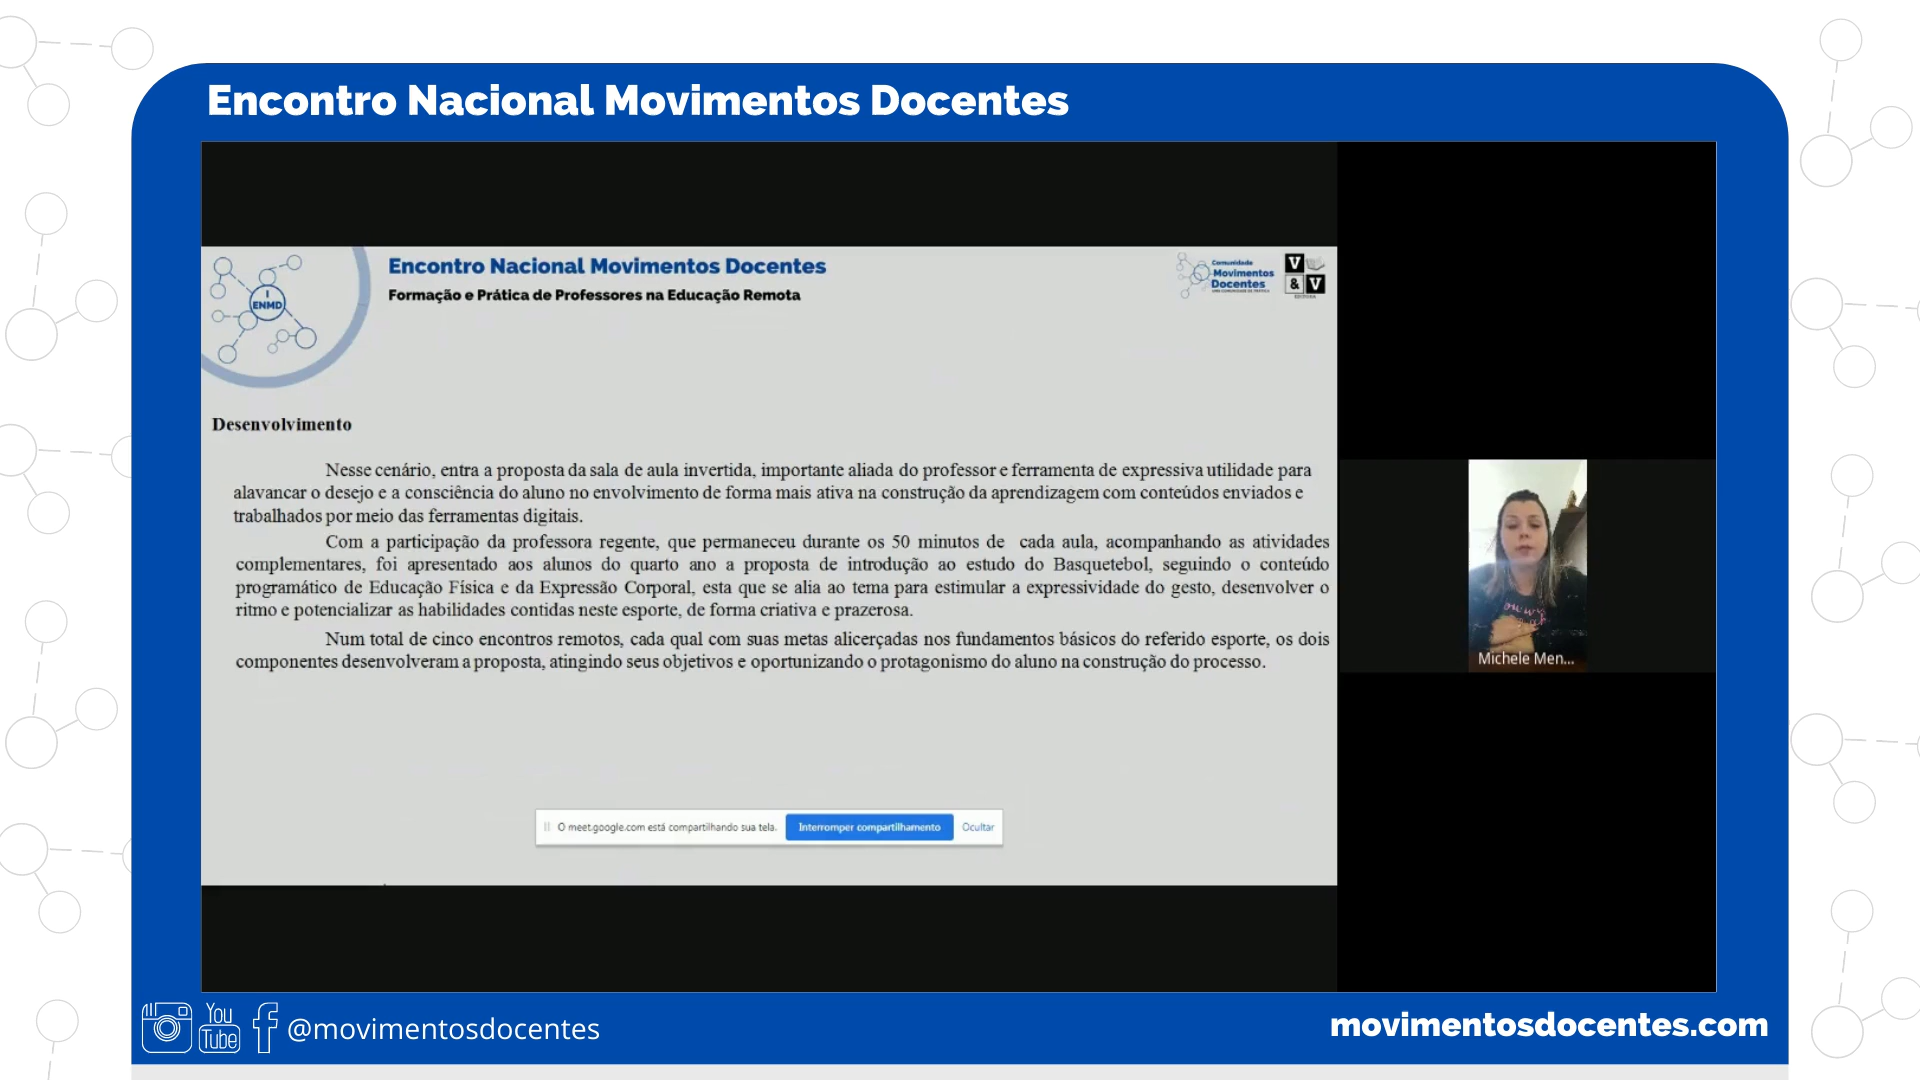 Encontro Nacional Movimentos Docentes
I
ENMD
Encontro Nacional Movimentos Docentes
Formação e Prática de Professores na Educação Remota
Comunidade
Movimentos
Docentes
V
& V
Desenvolvimento
Nesse cenário, entra a proposta da sala de aula invertida, importante aliada do professor e ferramenta de expressiva utilidade para
alavancar o desejo e a consciência do aluno no envolvimento de forma mais ativa na construção da aprendizagem com conteúdos enviados e
trabalhados por meio das ferramentas digitais.
Com a participação da professora regente, que permaneceu durante os 50 minutos de cada aula, acompanhando as atividades
complementares, foi apresentado aos alunos do quarto ano a proposta de introdução ao estudo do Basquetebol, seguindo o conteúdo
programático de Educação Física e da Expressão Corporal, esta que se alia ao tema para estimular a expressividade do gesto, desenvolver o
ritmo e potencializar as habilidades contidas neste esporte, de forma criativa e prazerosa.
Num total de cinco encontros remotos, cada qual com suas metas alicerçadas nos fundamentos básicos do referido esporte, os dois
componentes desenvolveram a proposta, atingindo seus objetivos e oportunizando o protagonismo do aluno na construção do processo.
O meet.google.com está compartilhando sua tela.
Interromper compartilhamento
Ocultar
Michele Men...
You
Tube
@movimentosdocentes
movimentosdocentes.com